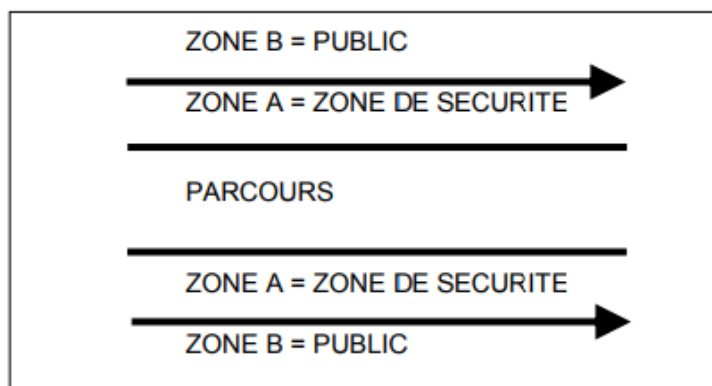 ZONE B = PUBLIC
ZONE A = ZONE DE SECURITE
PARCOURS
ZONE A = ZONE DE SECURITE
ZONE B = PUBLIC